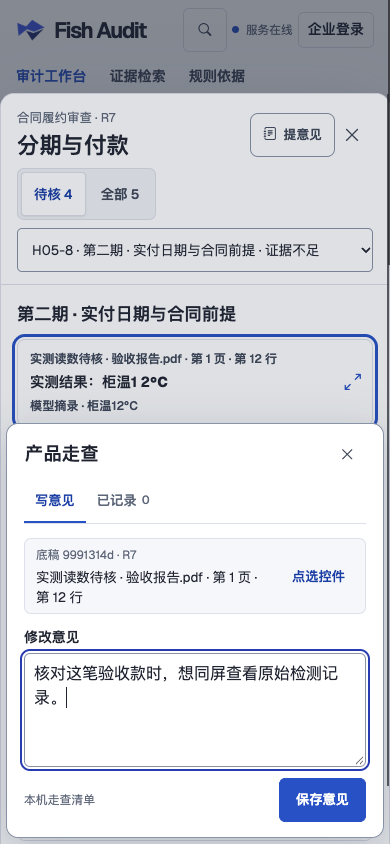 Fish Audit
服务在线
企业登录
审计工作台 证据检索 规则依据
合同履约审查 · R7
分期与付款
提意见
待核 4 全部 5
H05-8 · 第二期 · 实付日期与合同前提 · 证据不足
第二期 · 实付日期与合同前提
实测读数待核 · 验收报告.pdf · 第 1 页 · 第 12 行
实测结果：柜温1 2°C
模型摘录 · 柜温12°C
产品走查
写意见 已记录 0
底稿 9991314d · R7
实测读数待核 · 验收报告.pdf · 第 1 页 ·
第 12 行
点选控件
修改意见
核对这笔验收款时，想同屏查看原始检测记
录。
本机走查清单
保存意见